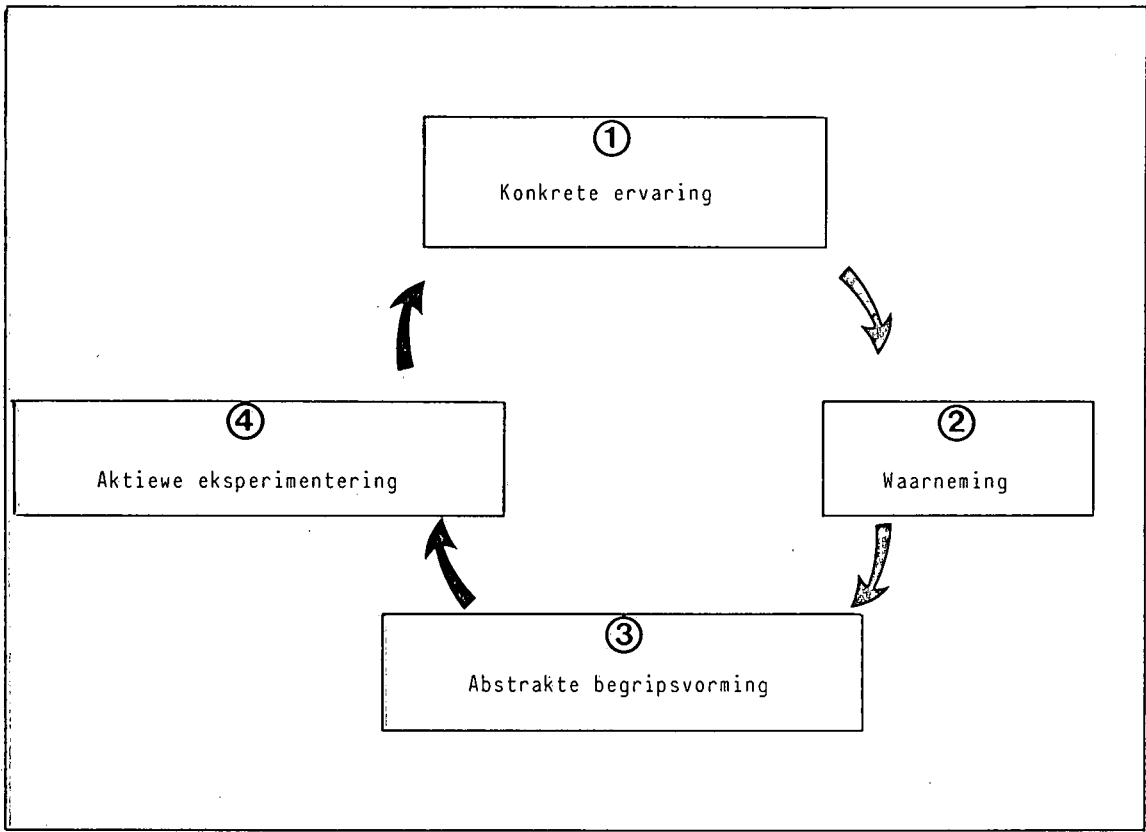 ①
Konkrete ervaring
②
Waarneming
③
Abstrakte begripsvorming
④
Aktiewe eksperimentering